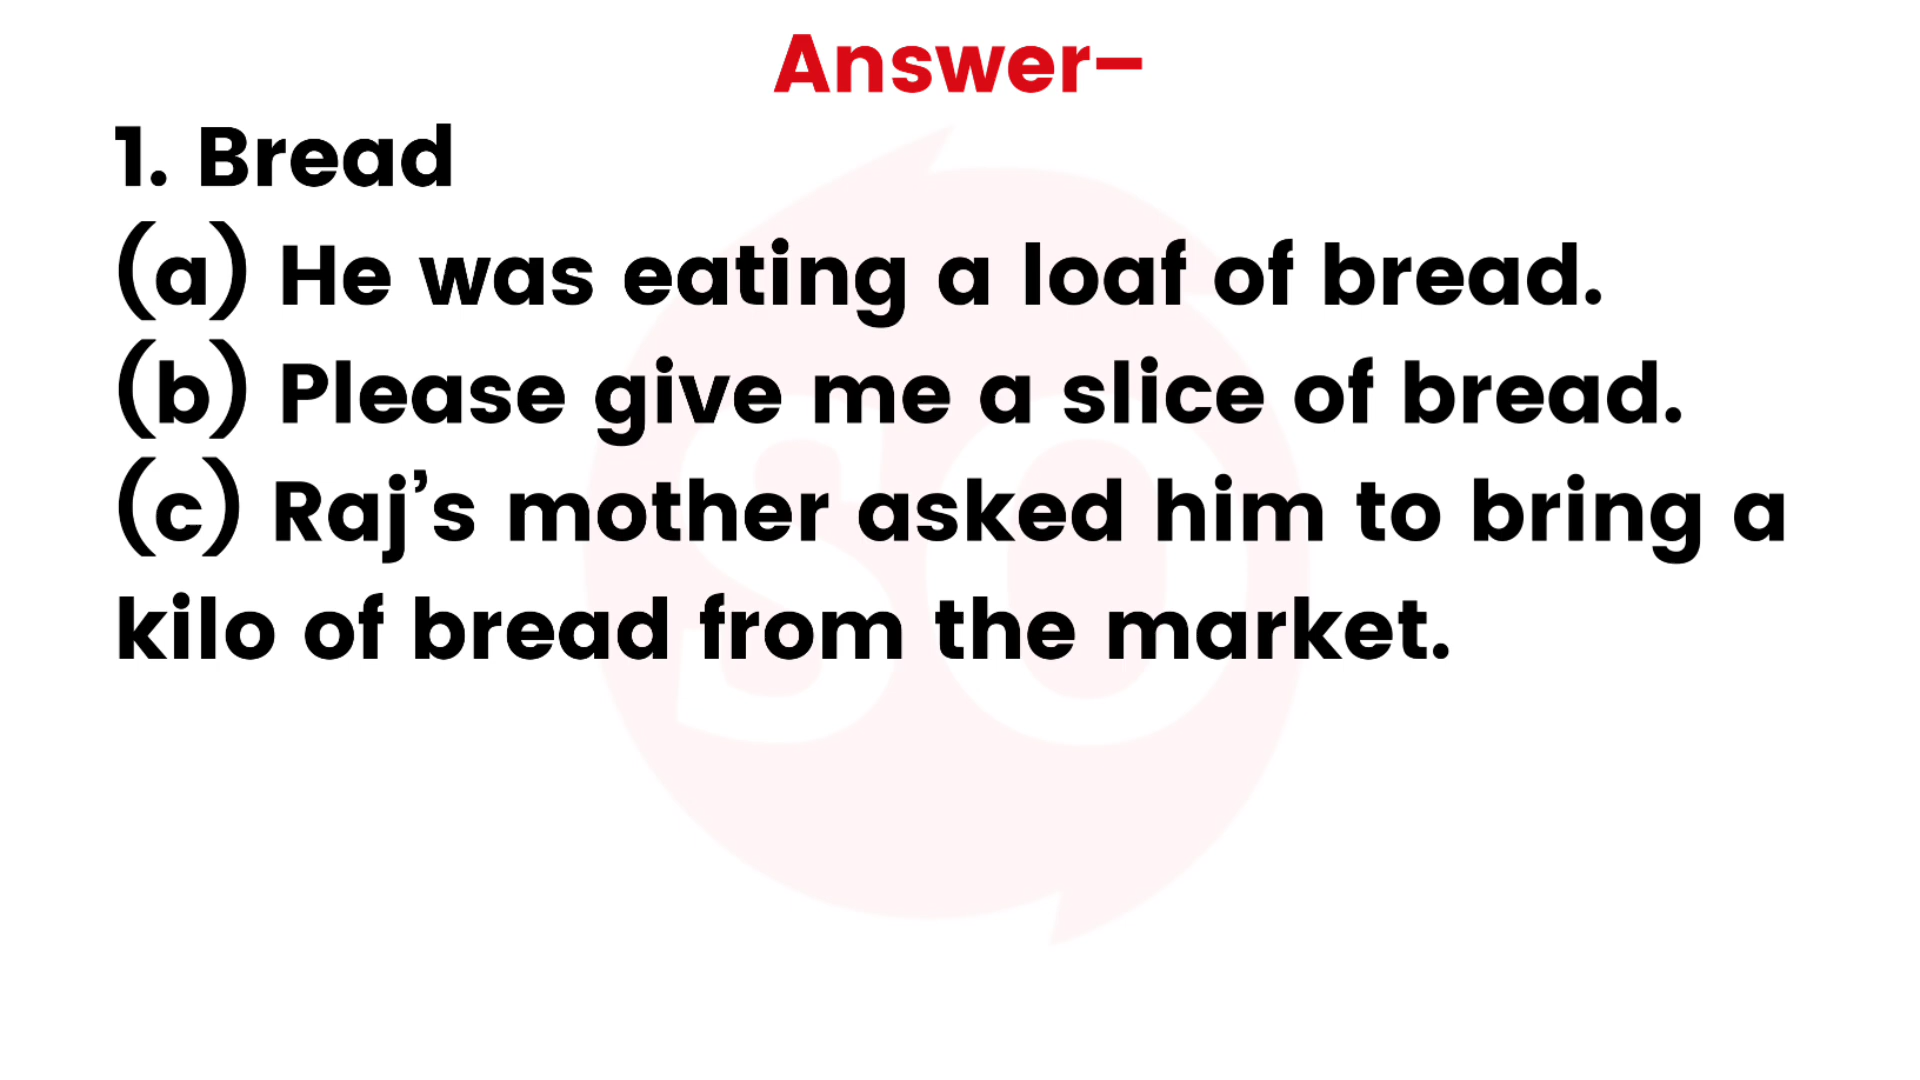 Answer–
1. Bread
(a) He was eating a loaf of bread.
(b) Please give me a slice of bread.
(c) Raj’s mother asked him to bring a
kilo of bread from the market.
SO